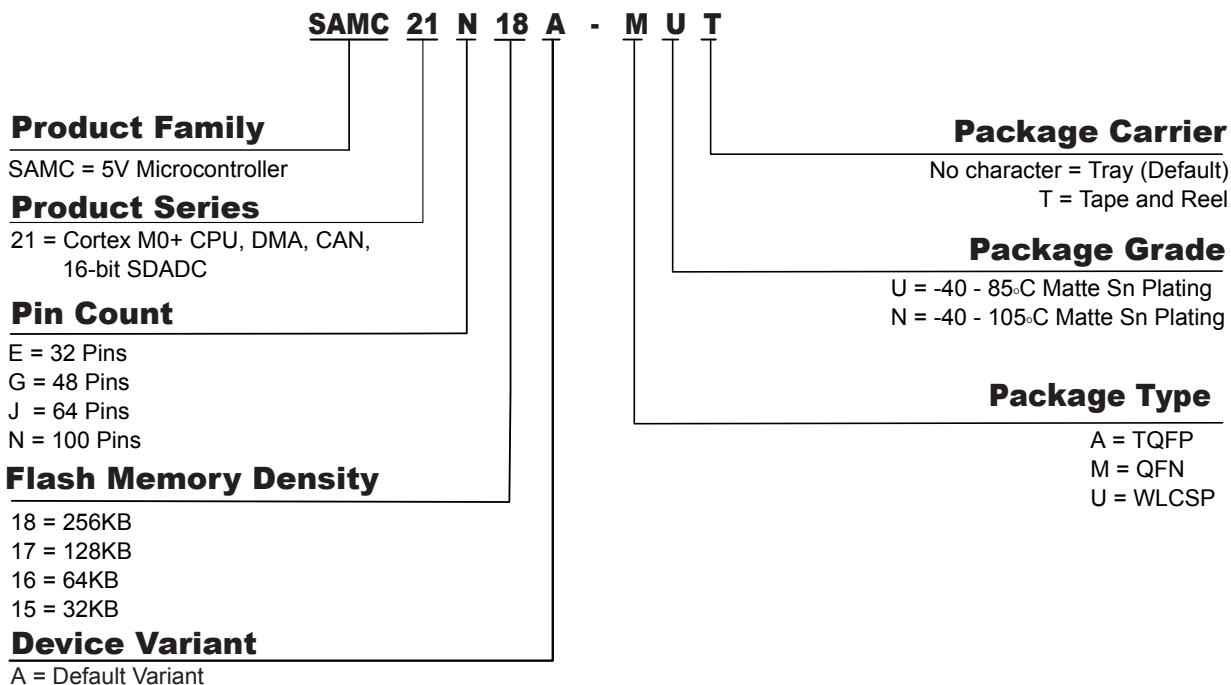 SAMC 21 N 18 A - M U T
Product Family
SAMC = 5V Microcontroller
Product Series
21 = Cortex M0+ CPU, DMA, CAN,
16-bit SDADC
Pin Count
E = 32 Pins
G = 48 Pins
J = 64 Pins
N = 100 Pins
Flash Memory Density
18 = 256KB
17 = 128KB
16 = 64KB
15 = 32KB
Device Variant
A = Default Variant
Package Carrier
No character = Tray (Default)
T = Tape and Reel
Package Grade
U = -40 - 85°C Matte Sn Plating
N = -40 - 105°C Matte Sn Plating
Package Type
A = TQFP
M = QFN
U = WLCSP